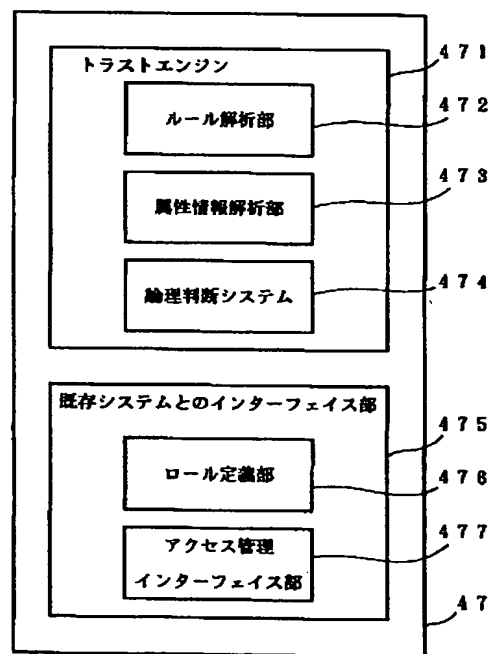 トラストエンジン
４７１
ルール解析部
４７２
属性情報解析部
４７３
論理判断システム
４７４
既存システムとのインターフェイス部
４７５
ロール定義部
４７６
アクセス管理
インターフェイス部
４７７
４７